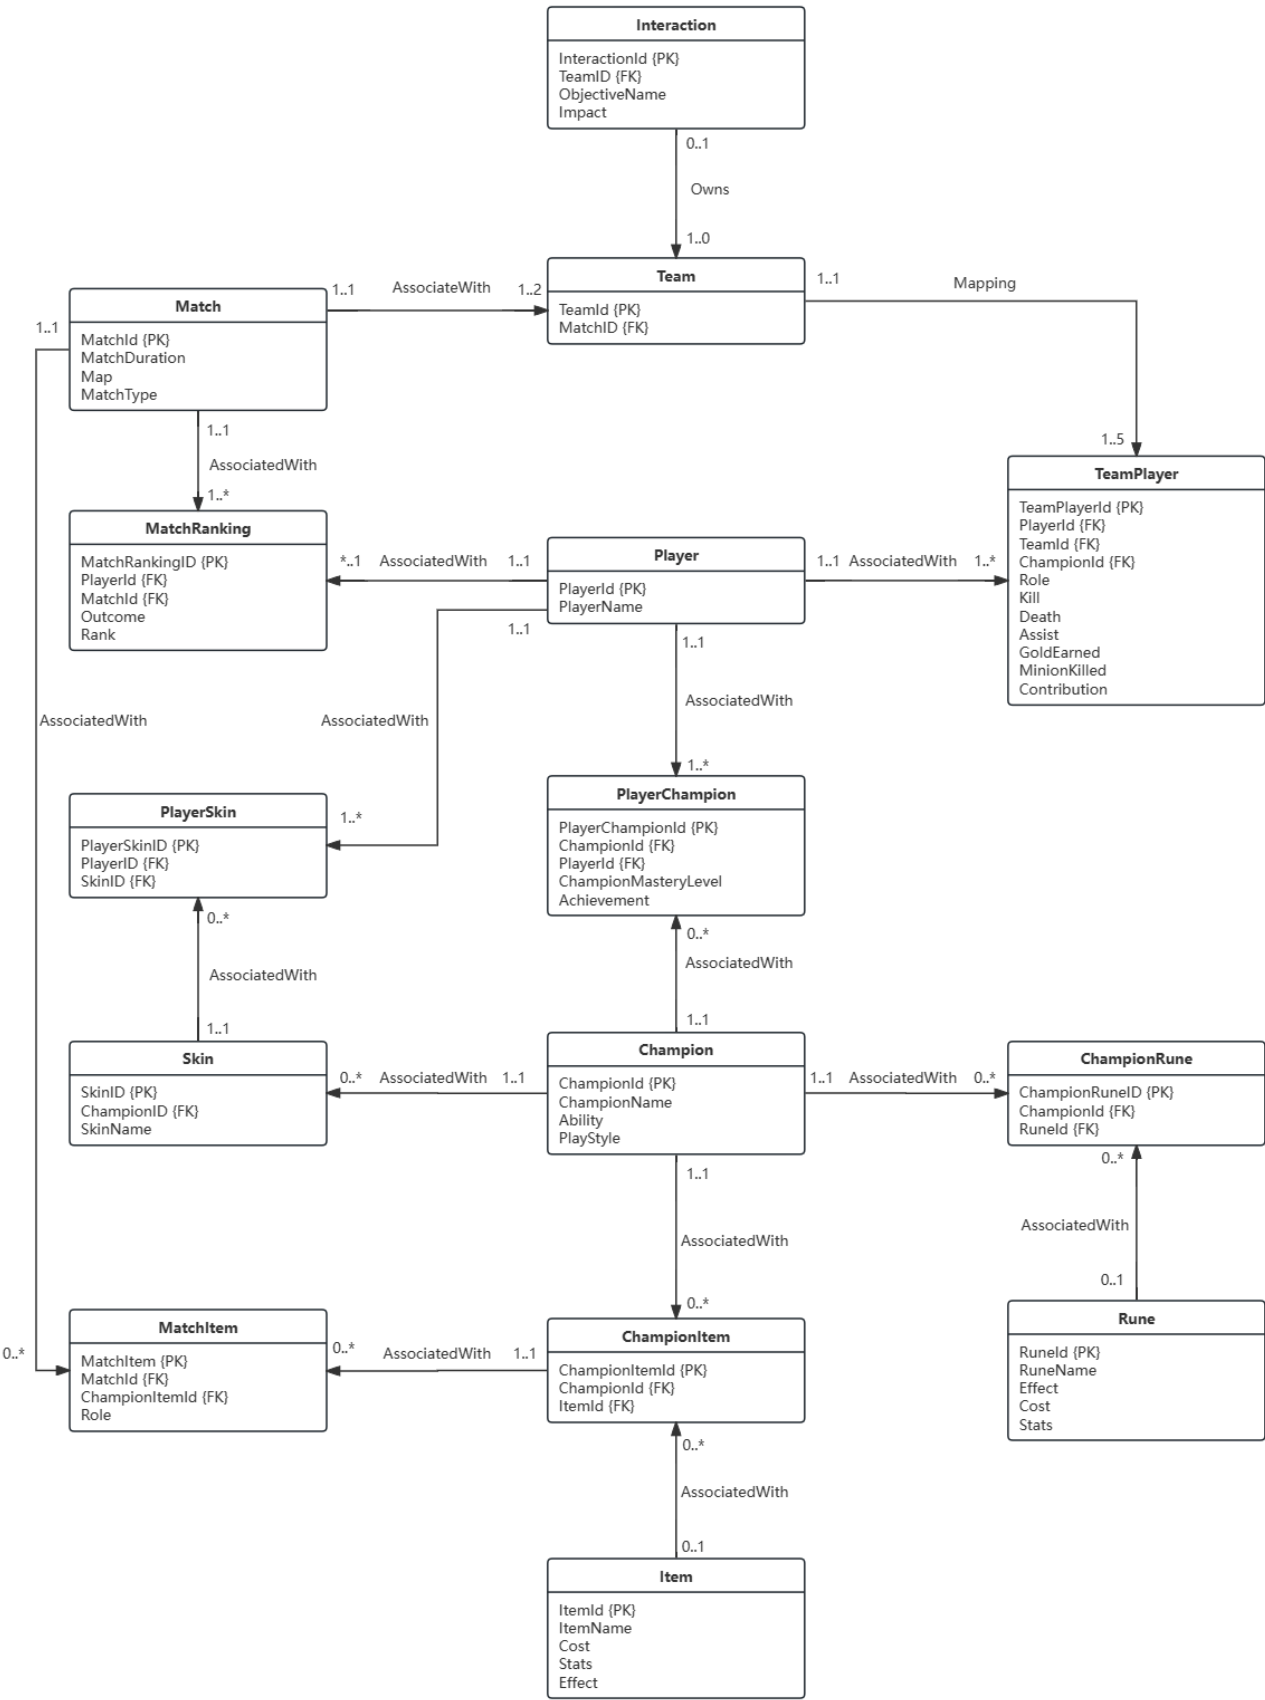 Interaction
InteractionId {PK}
TeamID {FK}
ObjectiveName
Impact
0..1
Owns
1..0
Team
TeamId {PK}
MatchID {FK}
1..1
AssociateWith
1..2
1..1
Mapping
1..5
Match
MatchId {PK}
MatchDuration
Map
MatchType
1..1
1..1
AssociatedWith
1..*
MatchRanking
MatchRankingID {PK}
PlayerId {FK}
MatchId {FK}
Outcome
Rank
*..1
AssociatedWith
1..1
Player
PlayerId {PK}
PlayerName
1..1
AssociatedWith
1..*
TeamPlayer
TeamPlayerId {PK}
PlayerId {FK}
TeamId {FK}
ChampionId {FK}
Role
Kill
Death
Assist
GoldEarned
MinionKilled
Contribution
1..1
1..1
AssociatedWith
AssociatedWith
AssociatedWith
1..*
1..*
PlayerSkin
PlayerSkinID {PK}
PlayerID {FK}
SkinID {FK}
PlayerChampion
PlayerChampionId {PK}
ChampionId {FK}
PlayerId {FK}
ChampionMasteryLevel
Achievement
0..*
AssociatedWith
1..1
0..*
AssociatedWith
1..1
Skin
SkinID {PK}
ChampionID {FK}
SkinName
0..*
AssociatedWith
1..1
Champion
ChampionId {PK}
ChampionName
Ability
PlayStyle
1..1
AssociatedWith
0..*
ChampionRune
ChampionRuneID {PK}
ChampionId {FK}
RuneId {FK}
1..1
AssociatedWith
0..*
0..*
AssociatedWith
0..1
MatchItem
MatchItem {PK}
MatchId {FK}
ChampionItemId {FK}
Role
0..*
0..*
AssociatedWith
1..1
ChampionItem
ChampionItemId {PK}
ChampionId {FK}
ItemId {FK}
Rune
RuneId {PK}
RuneName
Effect
Cost
Stats
0..*
AssociatedWith
0..1
Item
ItemId {PK}
ItemName
Cost
Stats
Effect